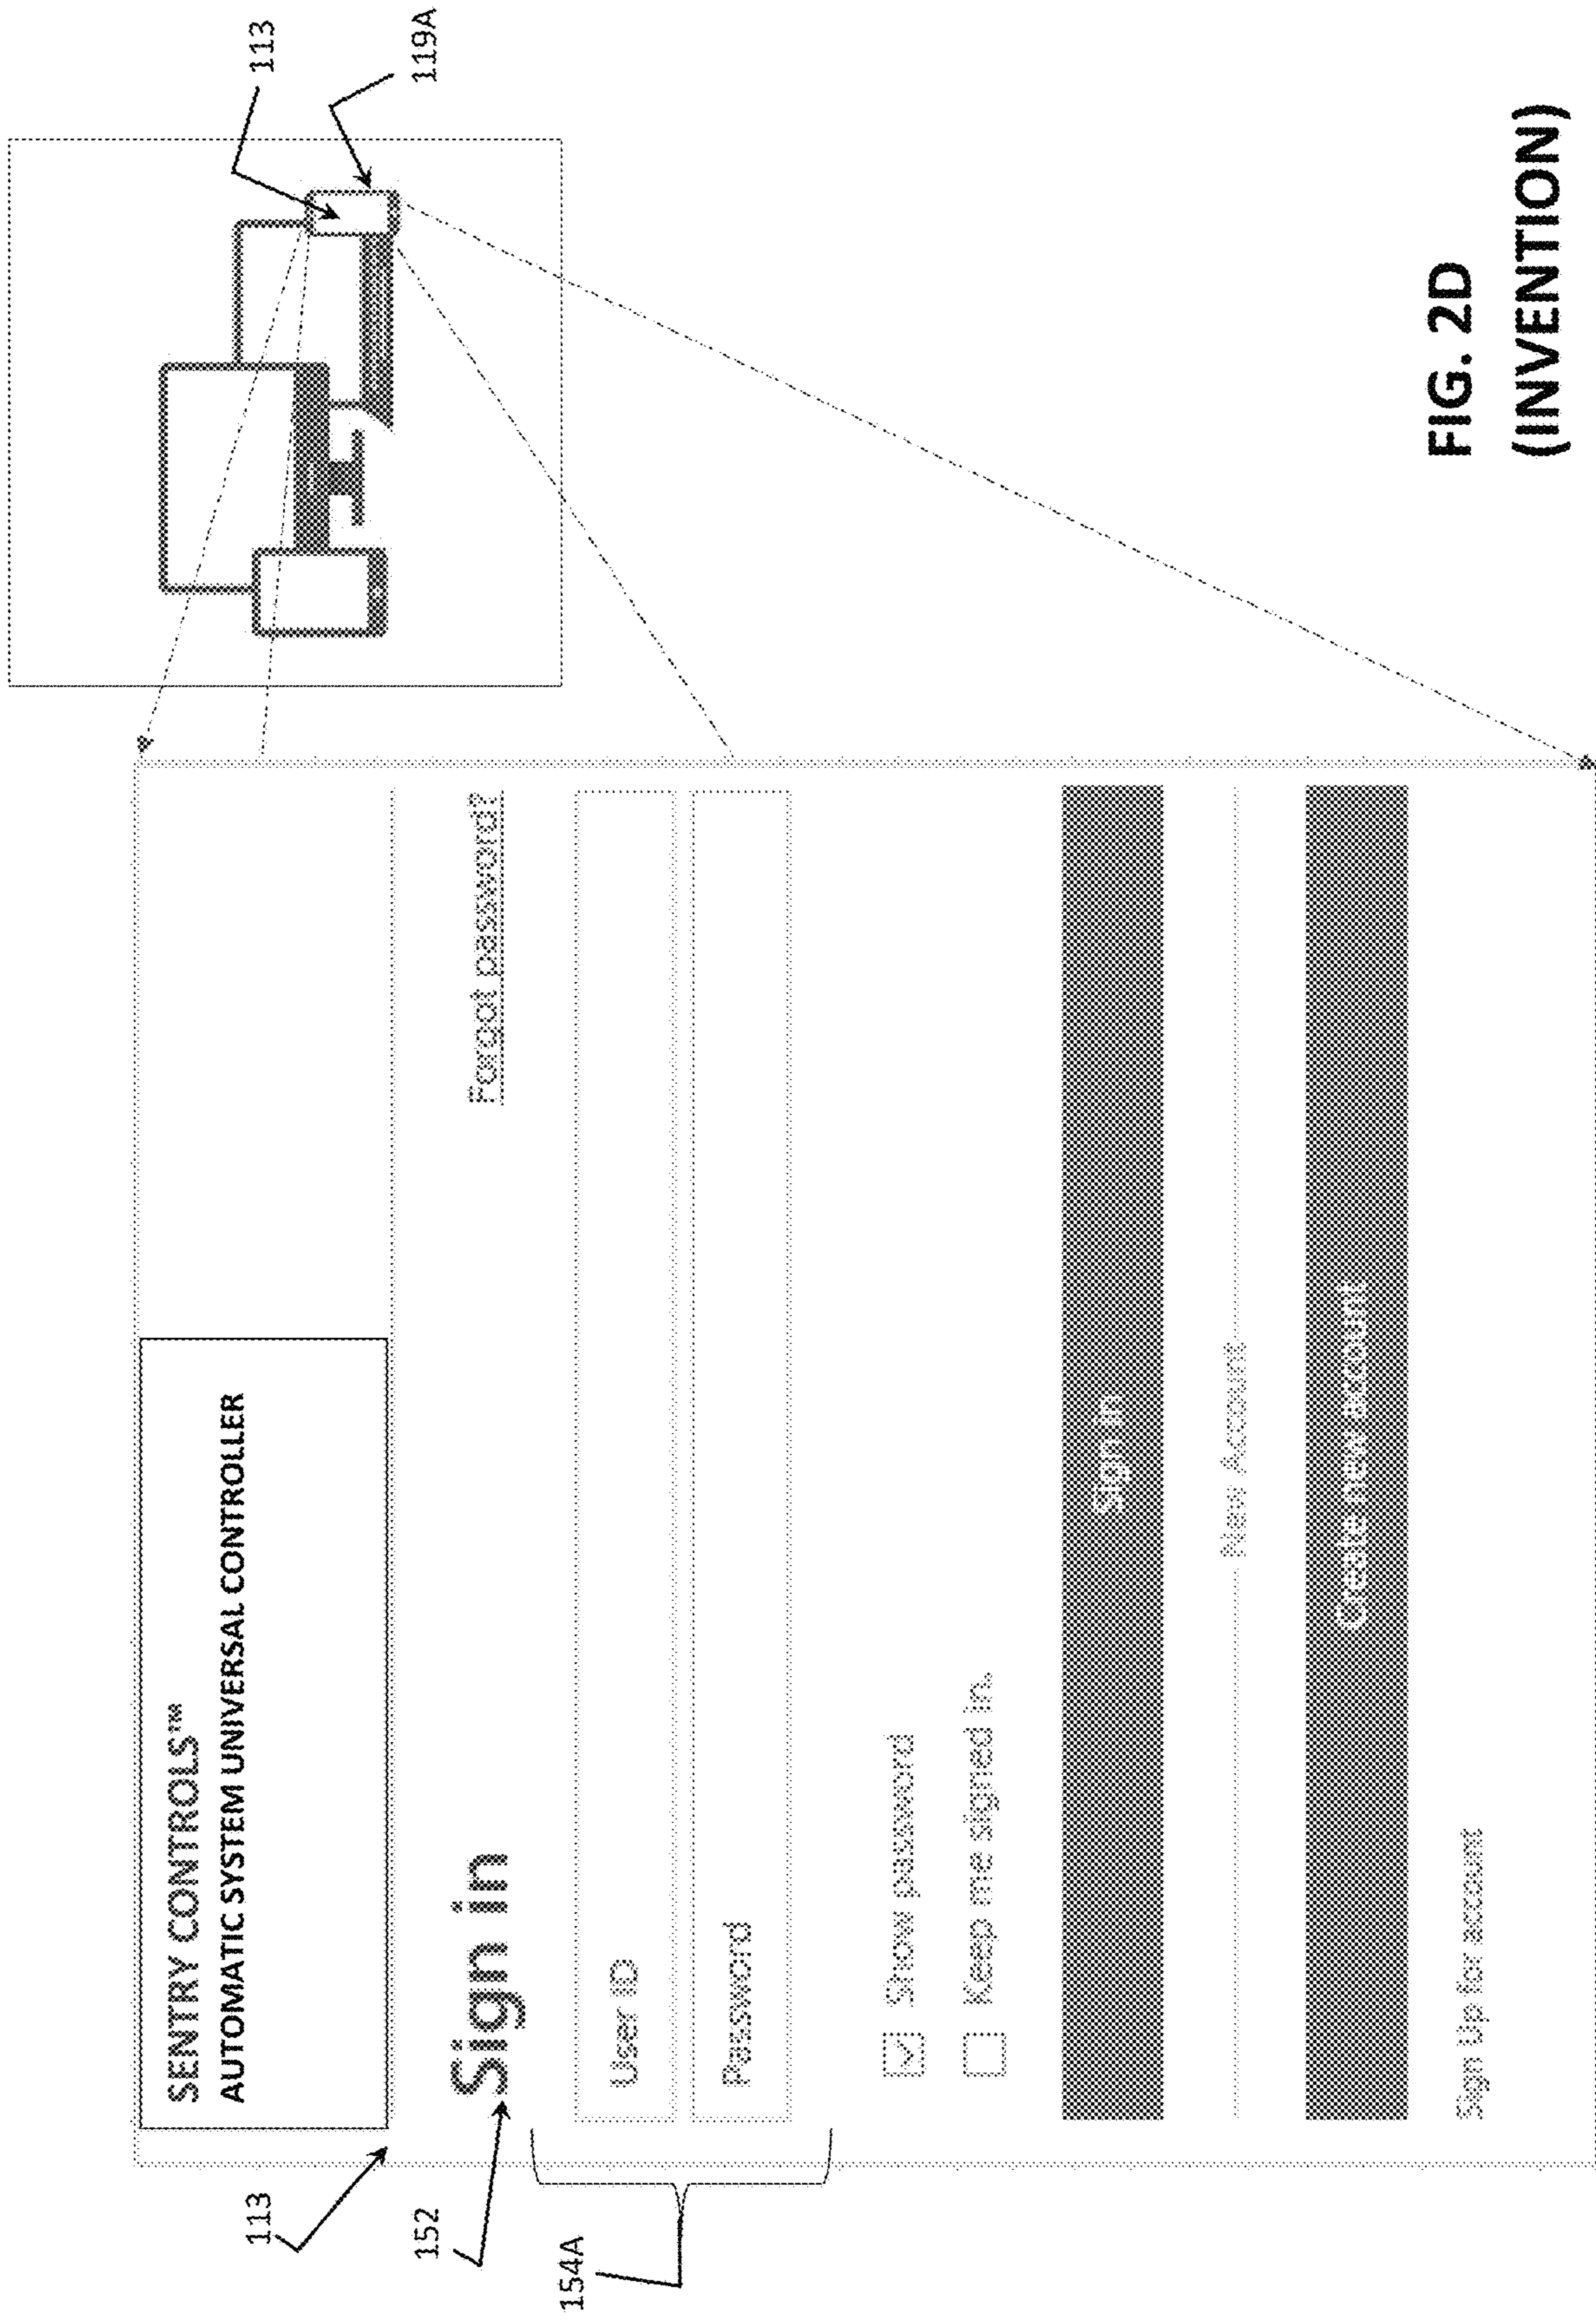 SENTRY CONTROLS™
AUTOMATIC SYSTEM UNIVERSAL CONTROLLER
113
113
119A
152
Sign in
Forgot password?
154A
User ID
Password
Show password
Keep me signed in.
Sign in
New Account
Create new account
Sign Up for account
FIG. 2D
(INVENTION)